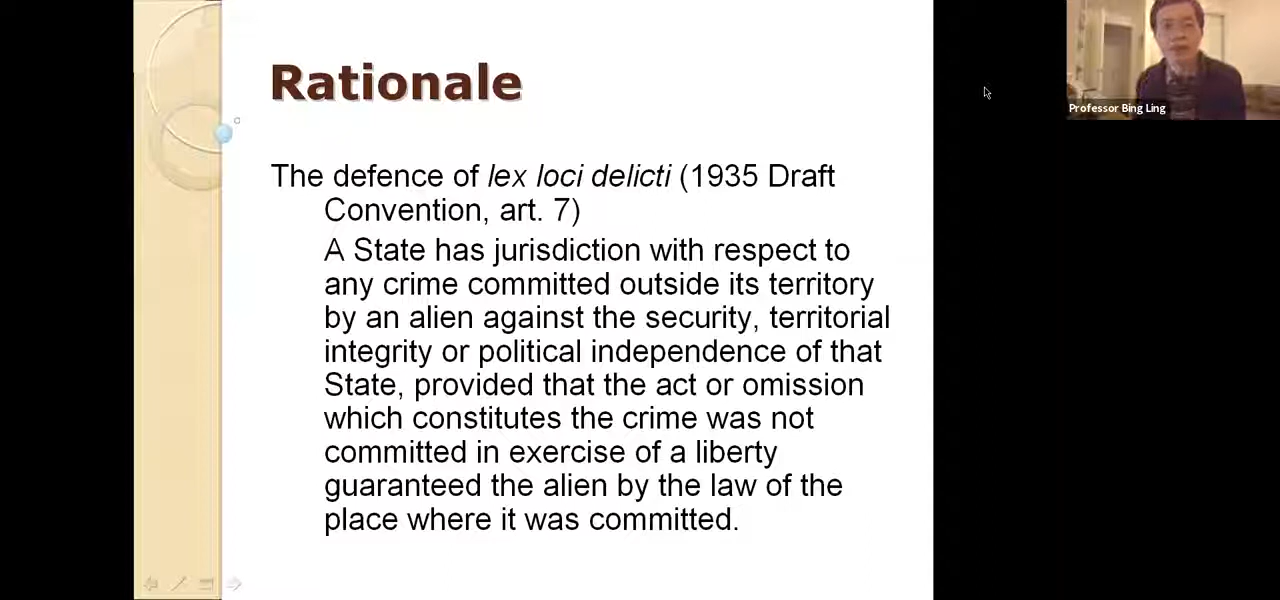 Rationale
The defence of lex loci delicti (1935 Draft
Convention, art. 7)
A State has jurisdiction with respect to
any crime committed outside its territory
by an alien against the security, territorial
integrity or political independence of that
State, provided that the act or omission
which constitutes the crime was not
committed in exercise of a liberty
guaranteed the alien by the law of the
place where it was committed.
Professor Bing Ling